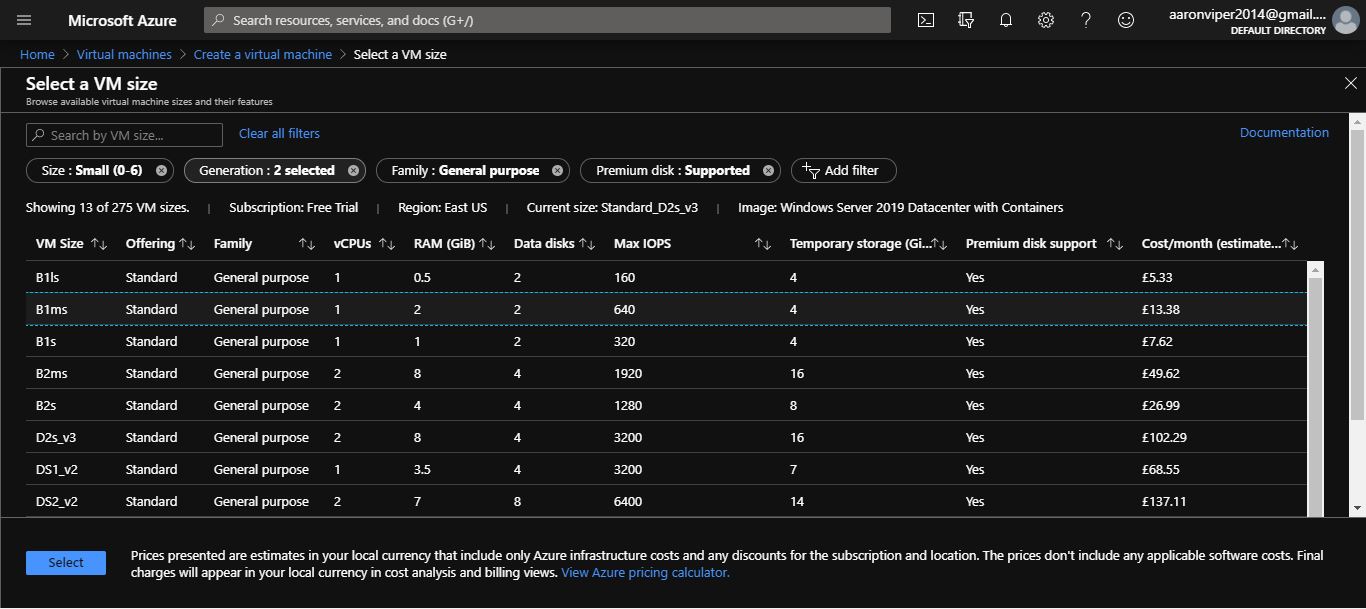 Microsoft Azure
Search resources, services, and docs (G+/)
aaronviper2014@gmail....
DEFAULT DIRECTORY
Home > Virtual machines > Create a virtual machine > Select a VM size
Select a VM size
Browse available virtual machine sizes and their features
Search by VM size...
Clear all filters
Documentation
Size : Small (0-6)
Generation : 2 selected
Family : General purpose
Premium disk : Supported
Add filter
Showing 13 of 275 VM sizes. | Subscription: Free Trial | Region: East US | Current size: Standard_D2s_v3 | Image: Windows Server 2019 Datacenter with Containers
VM Size Offering Family vCPUs RAM (GiB) Data disks Max IOPS Temporary storage (Gi... Premium disk support Cost/month (estimate...
B1ls Standard General purpose 1 0.5 2 160 4 Yes £5.33
B1ms Standard General purpose 1 2 2 640 4 Yes £13.38
B1s Standard General purpose 1 1 2 320 4 Yes £7.62
B2ms Standard General purpose 2 8 4 1920 16 Yes £49.62
B2s Standard General purpose 2 4 4 1280 8 Yes £26.99
D2s_v3 Standard General purpose 2 8 4 3200 16 Yes £102.29
DS1_v2 Standard General purpose 1 3.5 4 3200 7 Yes £68.55
DS2_v2 Standard General purpose 2 7 8 6400 14 Yes £137.11
Select
Prices presented are estimates in your local currency that include only Azure infrastructure costs and any discounts for the subscription and location. The prices don't include any applicable software costs. Final
charges will appear in your local currency in cost analysis and billing views. View Azure pricing calculator.